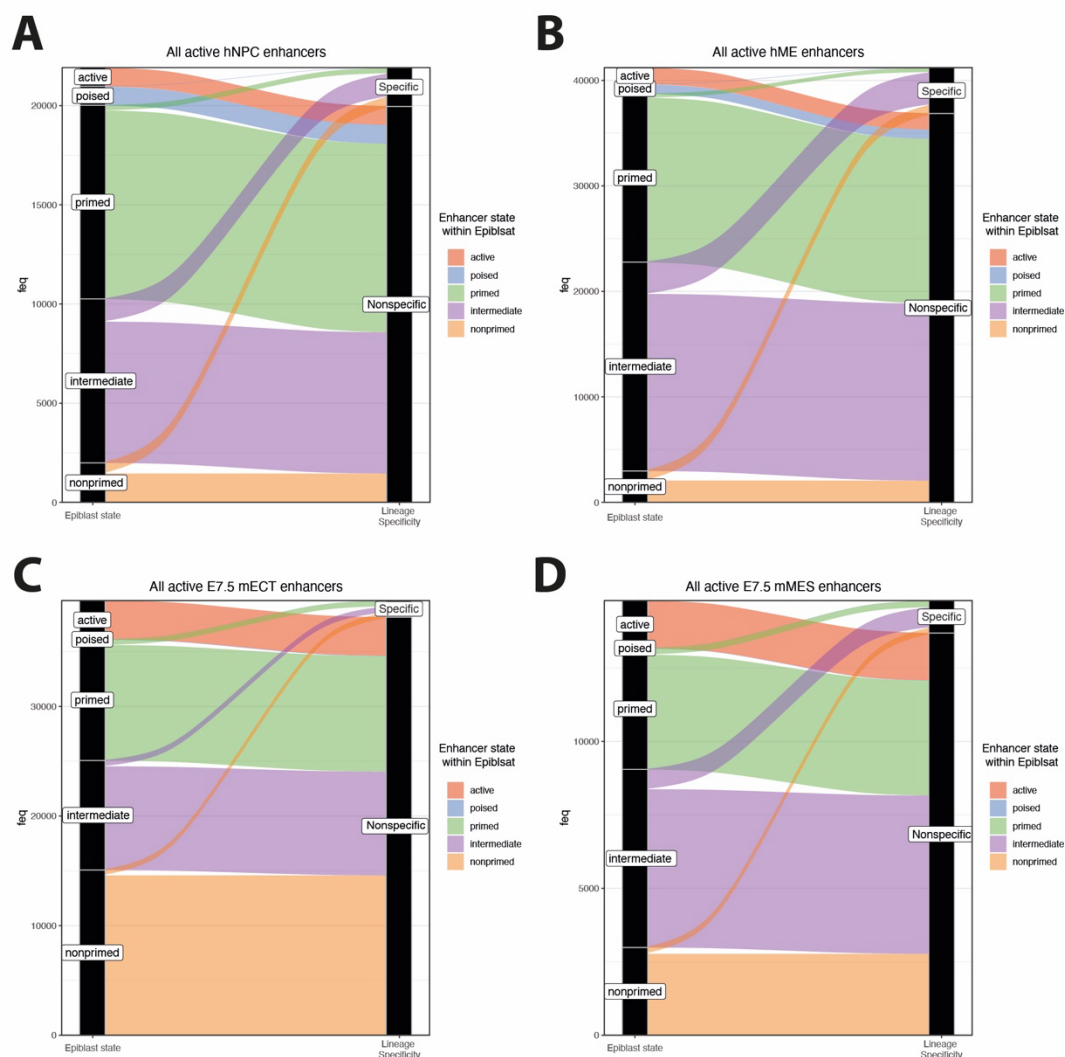 A
All active hNPC enhancers
active
poised
primed
intermediate
nonprimed
Specific
Nonspecific
20000
15000
10000
5000
0
feq
Epiblast state
Lineage
Specificity
Enhancer state
within Epiblsat
active
poised
primed
intermediate
nonprimed
B
All active hME enhancers
active
poised
primed
intermediate
nonprimed
Specific
Nonspecific
40000
30000
20000
10000
0
feq
Epiblast state
Lineage
Specificity
Enhancer state
within Epiblsat
active
poised
primed
intermediate
nonprimed
C
All active E7.5 mECT enhancers
active
poised
primed
intermediate
nonprimed
Specific
Nonspecific
30000
20000
10000
0
feq
Epiblast state
Lineage
Specificity
Enhancer state
within Epiblsat
active
poised
primed
intermediate
nonprimed
D
All active E7.5 mMES enhancers
active
poised
primed
intermediate
nonprimed
Specific
Nonspecific
10000
5000
0
feq
Epiblast state
Lineage
Specificity
Enhancer state
within Epiblsat
active
poised
primed
intermediate
nonprimed